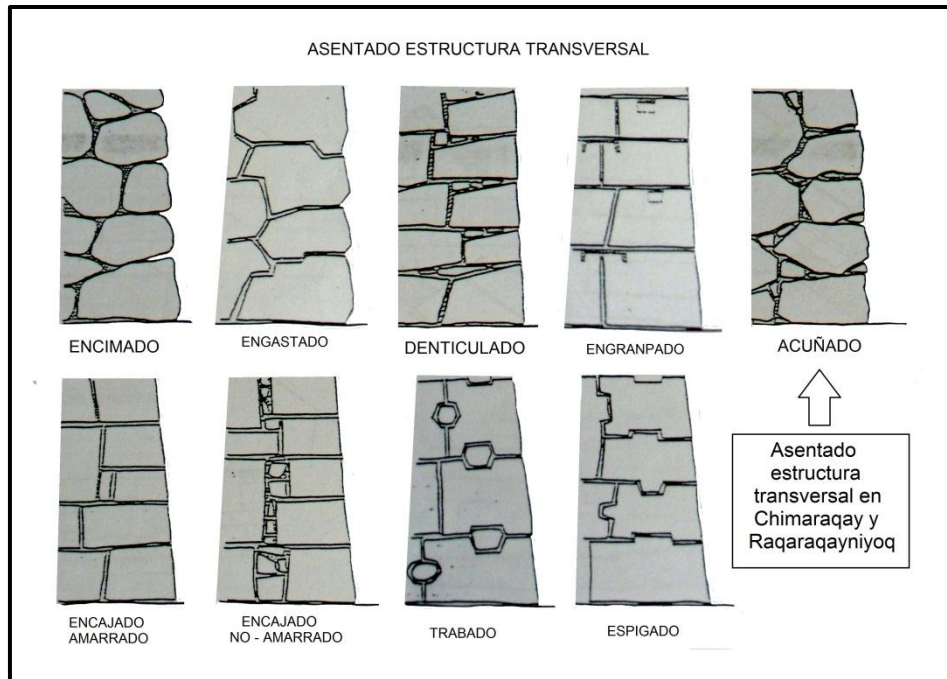 ASENTADO ESTRUCTURA TRANSVERSAL
ENCIMADO
ENGASTADO
DENTICULADO
ENGRANPADO
ACUÑADO
ENCAJADO
AMARRADO
ENCAJADO
NO - AMARRADO
TRABADO
ESPIGADO
Asentado
estructura
transversal en
Chimaraqay y
Raqaraqayniyoq